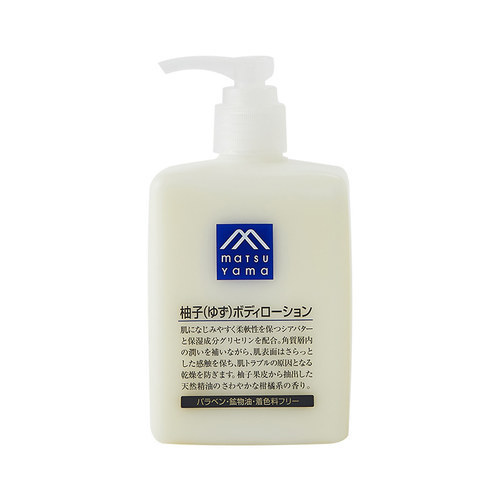 matsu
yama
柚子(ゆず)ボディローション
肌になじみやすく柔軟性を保つシアバター
と保湿成分グリセリンを配合。角質層内
の潤いを補いながら、肌表面はさらっと
した感触を保ち、肌トラブルの原因となる
乾燥を防ぎます。柚子果皮から抽出した
天然精油のさわやかな柑橘系の香り。
パラベン・鉱物油・着色料フリー